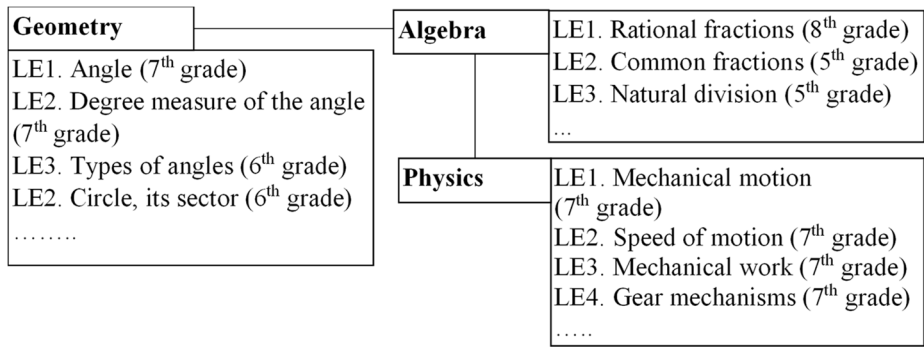 Geometry
LE1. Angle (7th grade)
LE2. Degree measure of the angle
(7th grade)
LE3. Types of angles (6th grade)
LE2. Circle, its sector (6th grade)
........
Algebra
LE1. Rational fractions (8th grade)
LE2. Common fractions (5th grade)
LE3. Natural division (5th grade)
...
Physics
LE1. Mechanical motion
(7th grade)
LE2. Speed of motion (7th grade)
LE3. Mechanical work (7th grade)
LE4. Gear mechanisms (7th grade)
.....